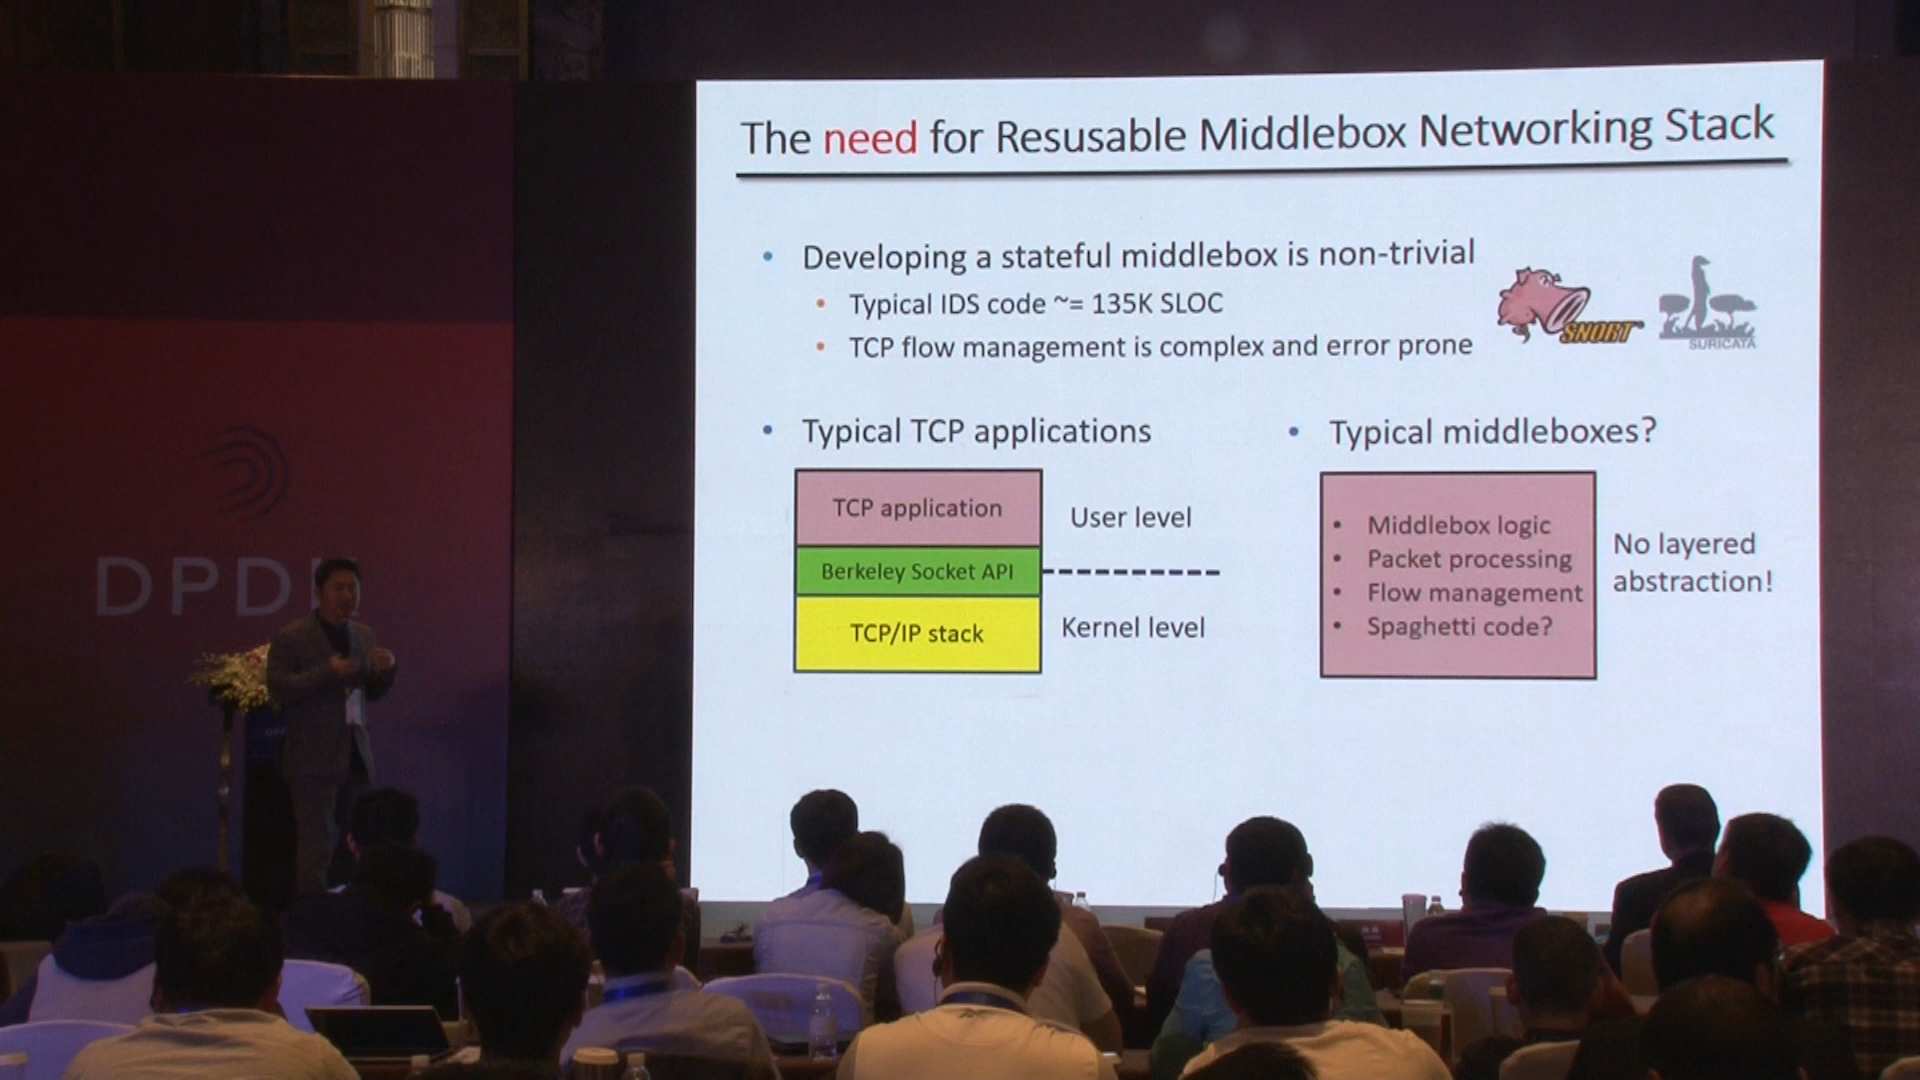 The need for Resusable Middlebox Networking Stack
• Developing a stateful middlebox is non-trivial
• Typical IDS code ~= 135K SLOC
• TCP flow management is complex and error prone
SNORT
SURICATA
• Typical TCP applications
TCP application
User level
Berkeley Socket API
TCP/IP stack
Kernel level
• Typical middleboxes?
• Middlebox logic
• Packet processing
• Flow management
• Spaghetti code?
No layered
abstraction!
DPD